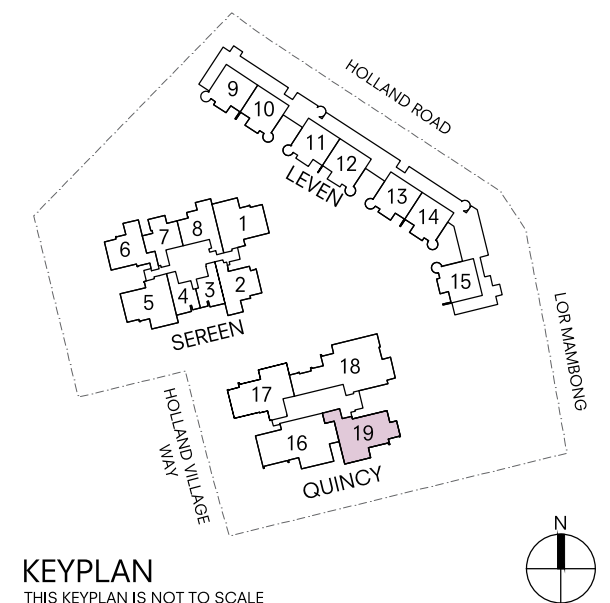 HOLLAND ROAD
9
10
11
12
LEVEN
13
14
15
6
7
8
1
5
4
3
2
SEREEN
LOR MAMBONG
18
17
16
19
QUINCY
HOLLAND VILLAGE
WAY
N
KEYPLAN
THIS KEYPLAN IS NOT TO SCALE